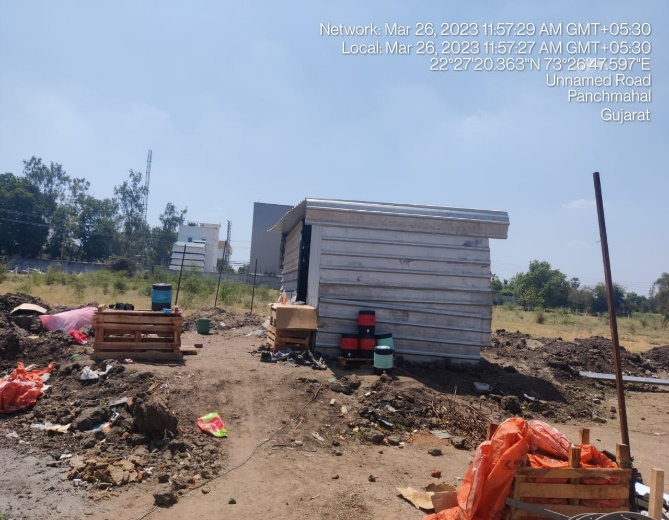 Network: Mar 26, 2023 11:57:29 AM GMT+05:30
Local: Mar 26, 2023 11:57:27 AM GMT+05:30
22°27'20.363"N 73°26'47.597"E
Unnamed Road
Panchmahal
Gujarat